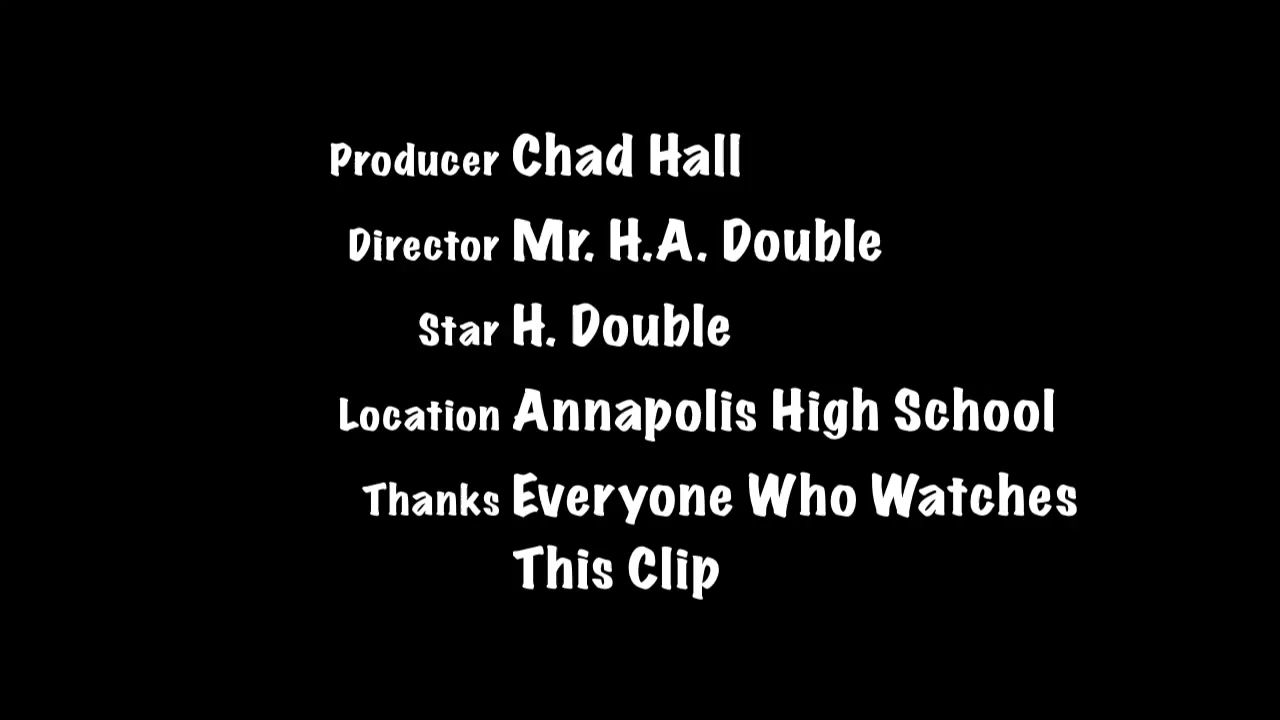 Producer Chad Hall
Director Mr. H.A. Double
Star H. Double
Location Annapolis High School
Thanks Everyone Who Watches
This Clip